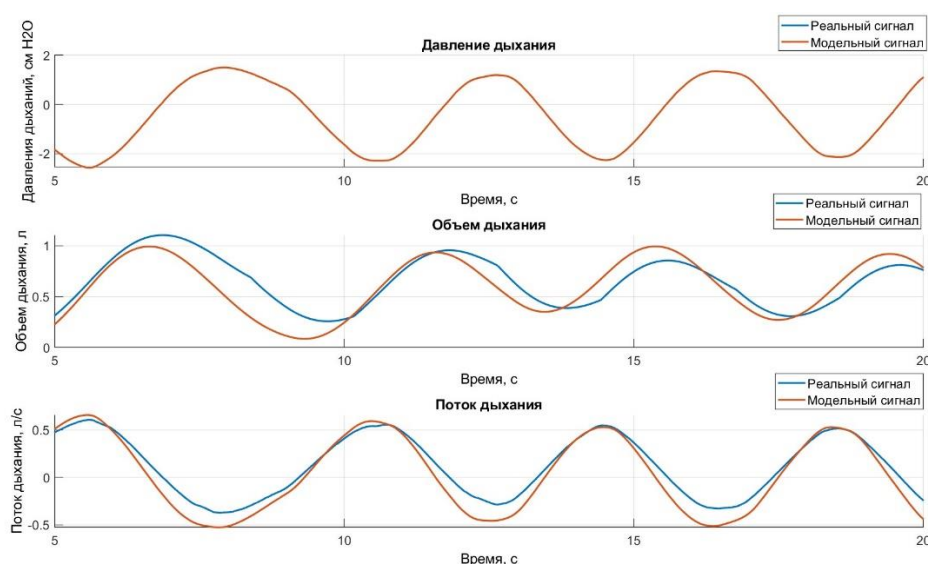 Реальный сигнал
Модельный сигнал
Давление дыхания
Давления дыханий, см H2O
2
0
-2
5
10
15
20
Время, с
Реальный сигнал
Модельный сигнал
Объем дыхания
Объем дыхания, л
1
0.5
0
5
10
15
20
Время, с
Реальный сигнал
Модельный сигнал
Поток дыхания
Поток дыхания, л/с
0.5
0
-0.5
5
10
15
20
Время, с